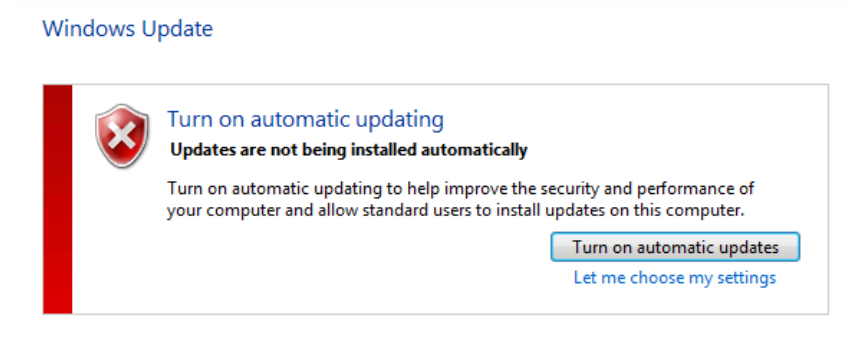 Windows Update
Turn on automatic updating
Updates are not being installed automatically
Turn on automatic updating to help improve the security and performance of
your computer and allow standard users to install updates on this computer.
Turn on automatic updates
Let me choose my settings